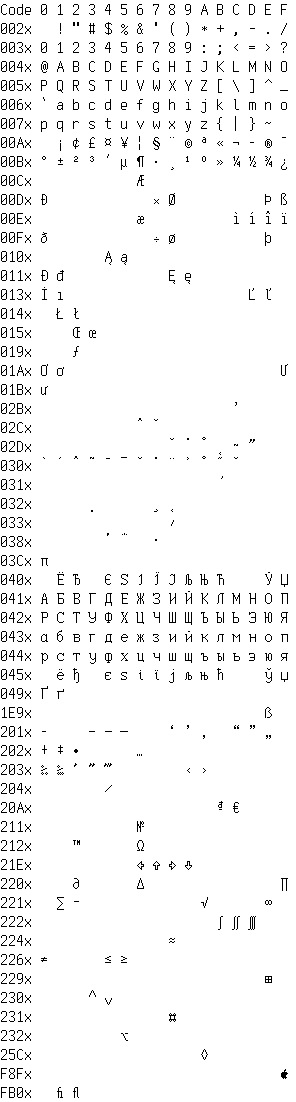 Code 0 1 2 3 4 5 6 7 8 9 A B C D E F
002x ! " # $ % & ' ( ) * + , - . /
003x 0 1 2 3 4 5 6 7 8 9 : ; < = > ?
004x @ A B C D E F G H I J K L M N O
005x P Q R S T U V W X Y Z [ \ ] ^ _
006x ` a b c d e f g h i j k l m n o
007x p q r s t u v w x y z { | } ~
00Ax ¡ ¢ £ ¤ ¥ ¦ § ¨ © ª « ¬ - ® ¯
00Bx ° ± ² ³ ´ µ ¶ · ¸ ¹ º » ¼ ½ ¾ ¿
00Cx Æ
00Dx Ð × Ø Þ ß
00Ex æ ì í î ï
00Fx ð ÷ ø þ
010x Ą ą
011x Đ đ Ę ę
013x İ ı Ľ ľ
014x Ł ł
015x Œ œ
019x ƒ
01Ax Ơ ơ Ư
01Bx ư
02Bx ʼ
02Cx ˆ ˇ
02Dx ˘ ˙ ˚ ˜ ˝
030x ̀ ́ ̂ ̃ ̄ ̅ ̆ ̇ ̈ ̉ ̊ ̋ ̌
031x ̛
032x ̣ ̧ ̨
033x ̸
038x ΄ ΅ ·
03Cx π
040x Ё Ђ Є Ѕ І Ї Ј Љ Њ Ћ Ў Џ
041x А Б В Г Д Е Ж З И Й К Л М Н О П
042x Р С Т У Ф Х Ц Ч Ш Щ Ъ Ы Ь Э Ю Я
043x а б в г д е ж з и й к л м н о п
044x р с т у ф х ц ч ш щ ъ ы ь э ю я
045x ё ђ є ѕ і ї ј љ њ ћ ў џ
049x Ґ ґ
1E9x ẞ
201x ‐ ‒ – — ‘ ’ ‚ “ ” „
202x † ‡ • …
203x ‰ ‱ ′ ″ ‴ ‹ ›
204x ⁄
20Ax ₫ €
211x №
212x ™ Ω
21Ex ⇦ ⇧ ⇨ ⇩
220x ∂ ∆ ∏
221x ∑ − √ ∞
222x ∫ ∬ ∭
224x ≈
226x ≠ ≤ ≥
229x ⊞
230x ⌃ ⌄
231x ⌗
232x ⌥
25Cx ◊
F8Fx 
FB0x ﬁ ﬂ